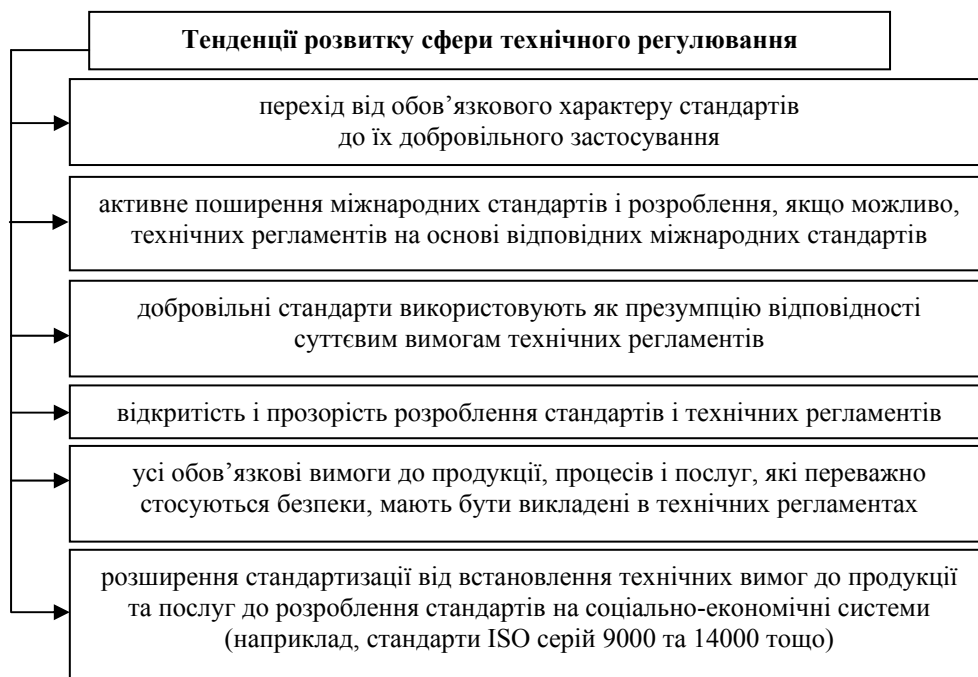 Тенденції розвитку сфери технічного регулювання
перехід від обов’язкового характеру стандартів
до їх добровільного застосування
активне поширення міжнародних стандартів і розроблення, якщо можливо,
технічних регламентів на основі відповідних міжнародних стандартів
добровільні стандарти використовують як презумпцію відповідності
суттєвим вимогам технічних регламентів
відкритість і прозорість розроблення стандартів і технічних регламентів
усі обов’язкові вимоги до продукції, процесів і послуг, які переважно
стосуються безпеки, мають бути викладені в технічних регламентах
розширення стандартизації від встановлення технічних вимог до продукції
та послуг до розроблення стандартів на соціально-економічні системи
(наприклад, стандарти ISO серій 9000 та 14000 тощо)